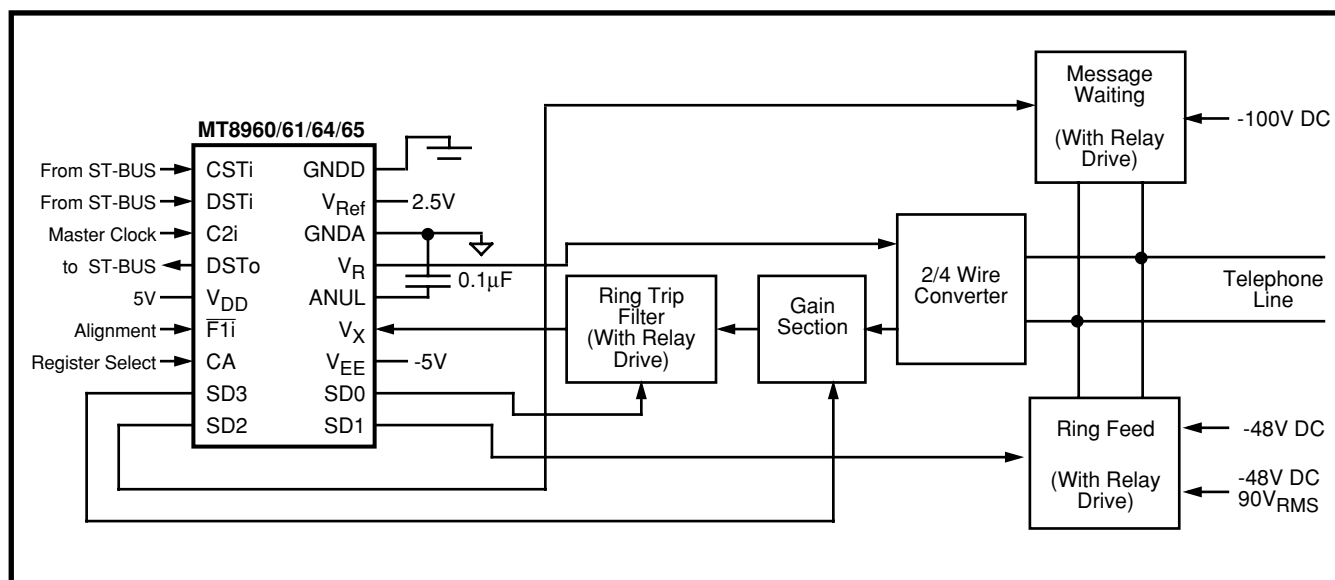 MT8960/61/64/65
From ST-BUS
From ST-BUS
Master Clock
to ST-BUS
5V
Alignment
Register Select
CSTi
DSTi
C2i
DSTo
VDD
F1i
CA
SD3
SD2
GNDD
VRef
GNDA
VR
ANUL
VX
VEE
SD0
SD1
2.5V
0.1µF
-5V
Ring Trip
Filter
(With Relay
Drive)
Gain
Section
2/4 Wire
Converter
Message
Waiting
(With Relay
Drive)
-100V DC
Telephone
Line
Ring Feed
(With Relay
Drive)
-48V DC
-48V DC
90VRMS